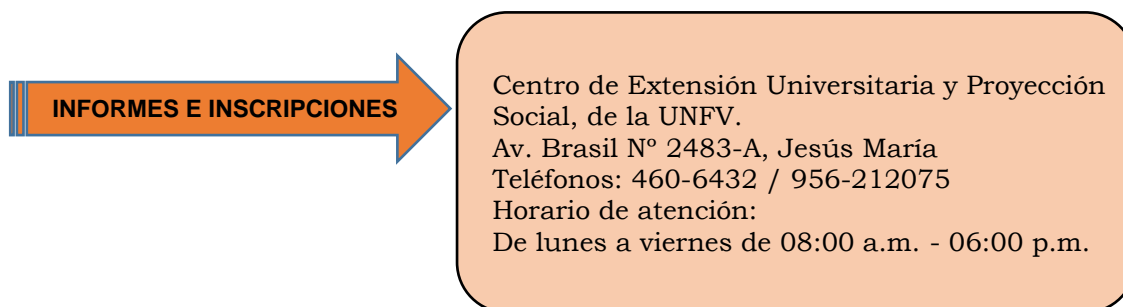 INFORMES E INSCRIPCIONES
Centro de Extensión Universitaria y Proyección
Social, de la UNFV.
Av. Brasil Nº 2483-A, Jesús María
Teléfonos: 460-6432 / 956-212075
Horario de atención:
De lunes a viernes de 08:00 a.m. - 06:00 p.m.